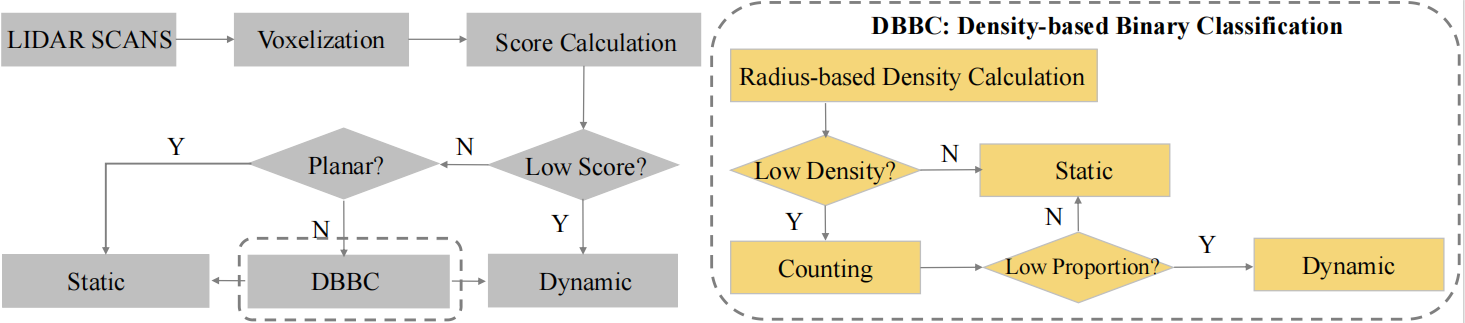 LIDAR SCANS
Voxelization
Score Calculation
Y
Planar?
N
Low Score?
N
Y
Static
DBBC
Dynamic
DBBC: Density-based Binary Classification
Radius-based Density Calculation
Low Density?
N
Static
Y
N
Counting
Low Proportion?
Y
Dynamic